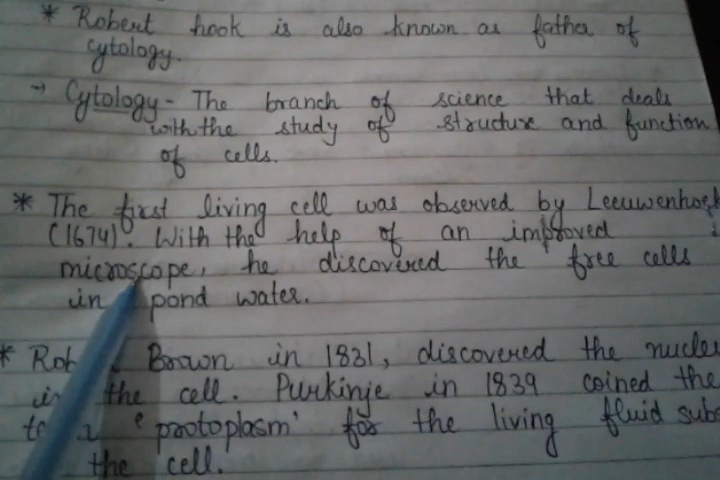 * Robert hook is also known as father of
cytology.
→ Cytology - The branch of science that deals
with the study of structure and function
of cells.
* The first living cell was observed by Leeuwenhoek
(1674). With the help of an improved
microscope, he discovered the free cells
in pond water.
* Brown in 1831, discovered the
the cell. Purkinje in 1839 coined the
'protoplasm' for the living fluid
the cell.